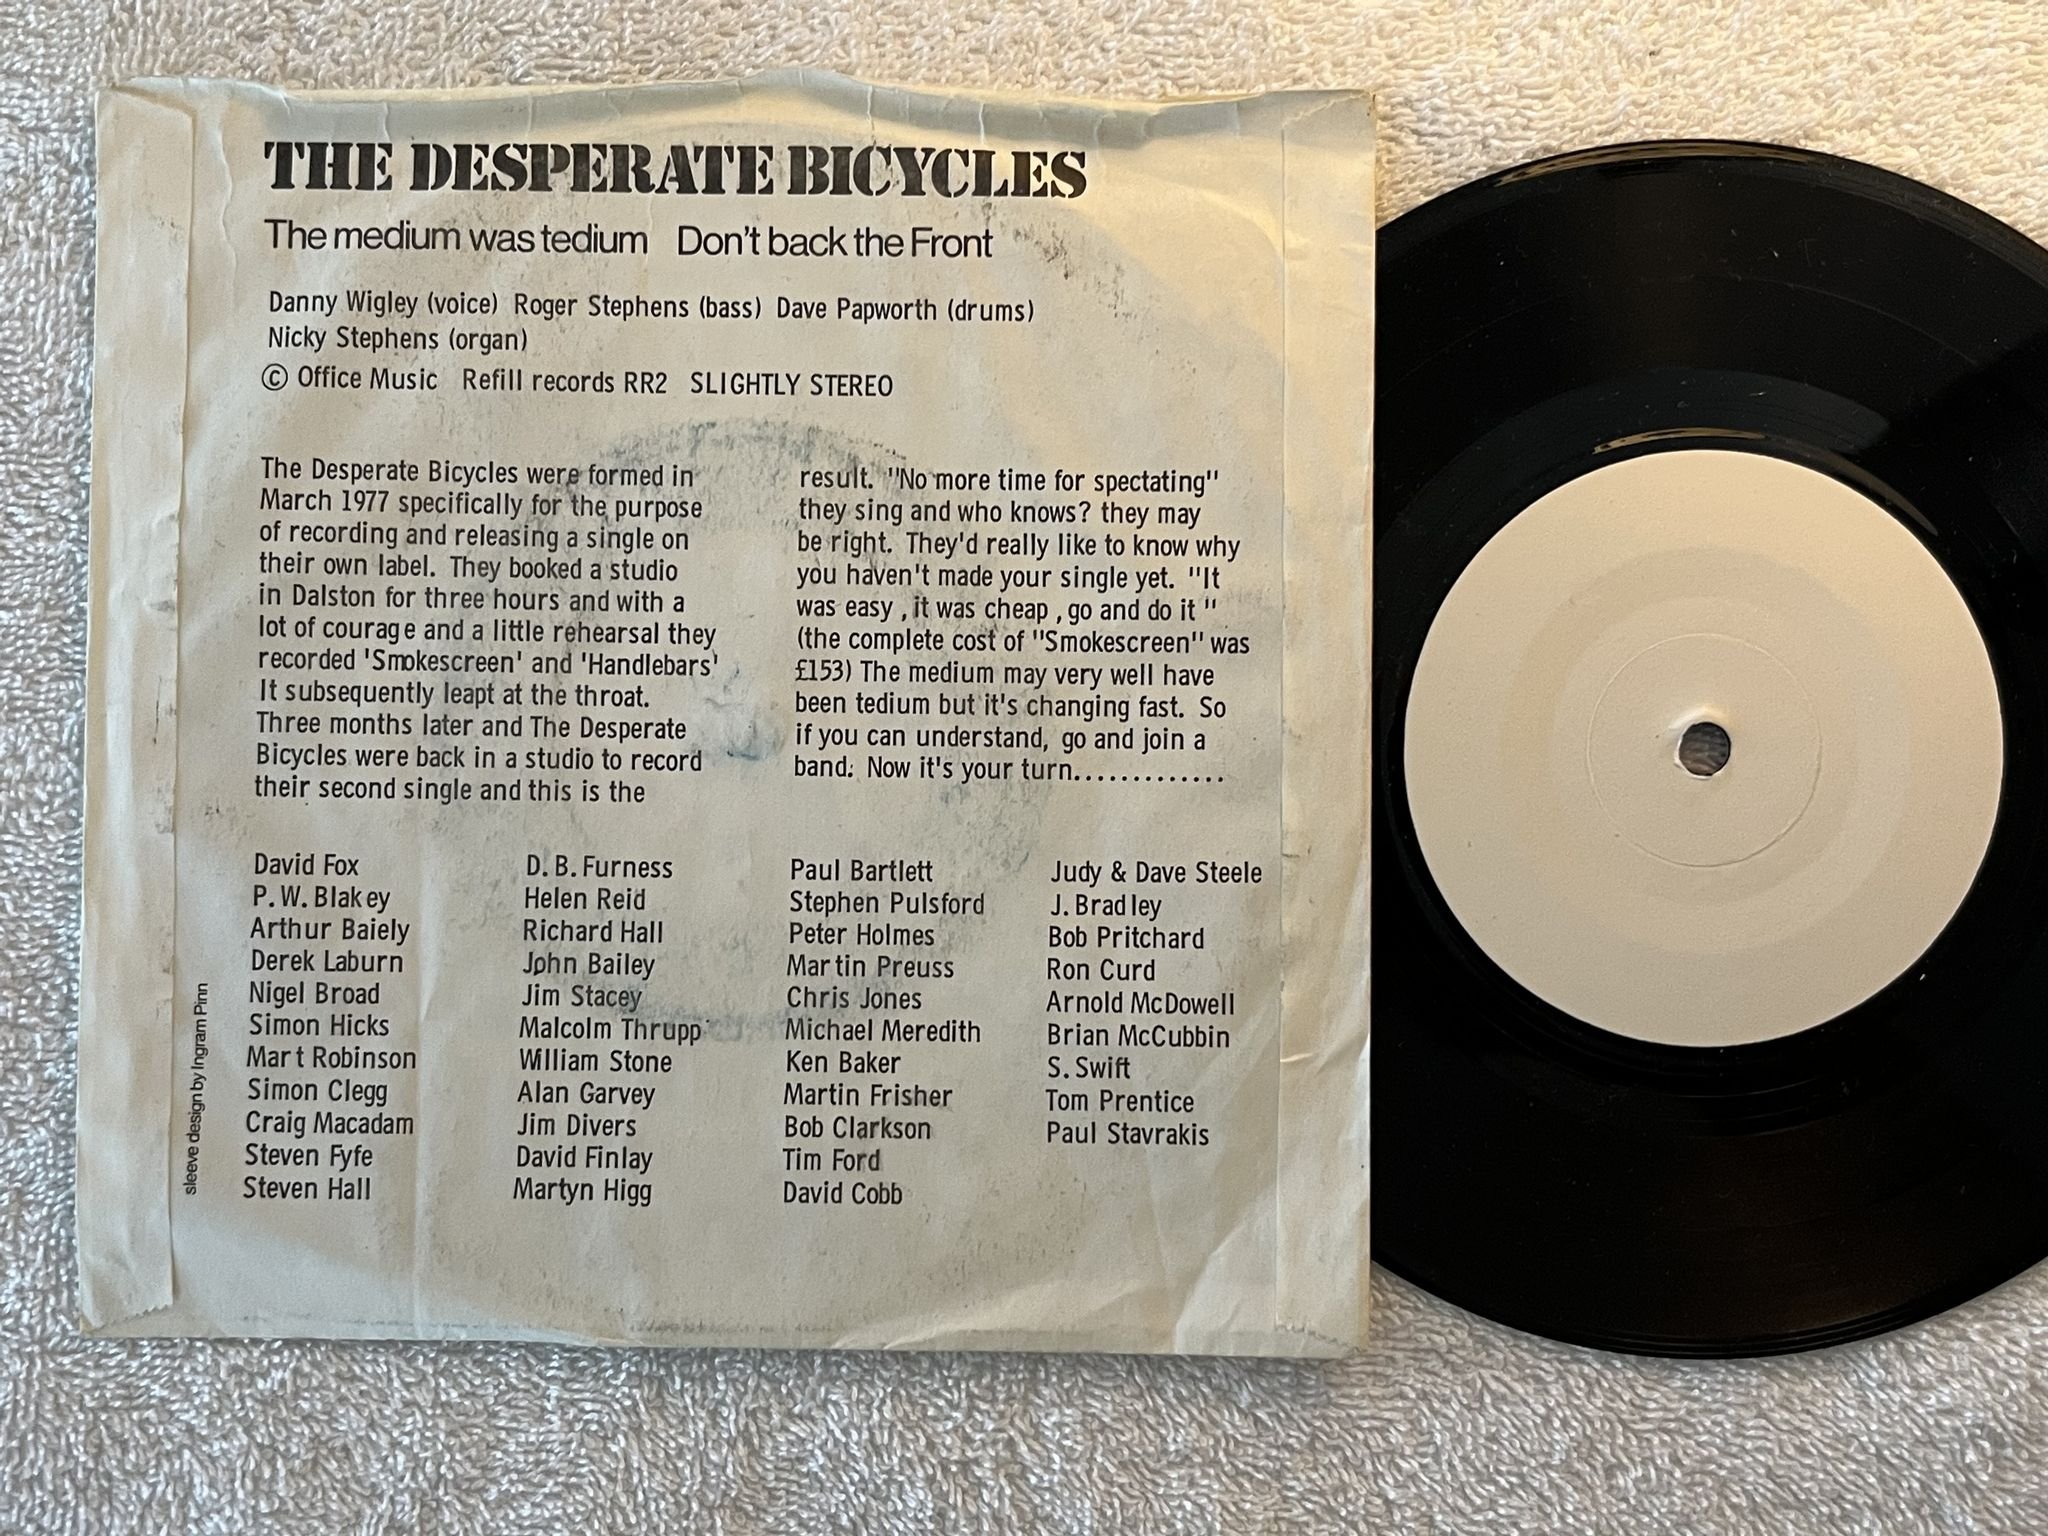 THE DESPERATE BICYCLES
The medium was tedium Don't back the Front
Danny Wigley (voice) Roger Stephens (bass) Dave Papworth (drums)
Nicky Stephens (organ)
© Office Music Refill records RR2 SLIGHTLY STEREO
The Desperate Bicycles were formed in
March 1977 specifically for the purpose
of recording and releasing a single on
their own label. They booked a studio
in Dalston for three hours and with a
lot of courage and a little rehearsal they
recorded 'Smokescreen' and 'Handlebars'
It subsequently leapt at the throat.
Three months later and The Desperate
Bicycles were back in a studio to record
their second single and this is the
result. "No more time for spectating"
they sing and who knows? they may
be right. They'd really like to know why
you haven't made your single yet. "It
was easy , it was cheap , go and do it "
(the complete cost of "Smokescreen" was
£153) The medium may very well have
been tedium but it's changing fast. So
if you can understand, go and join a
band. Now it's your turn.............
David Fox
P. W. Blakey
Arthur Baiely
Derek Laburn
Nigel Broad
Simon Hicks
Mart Robinson
Simon Clegg
Craig Macadam
Steven Fyfe
Steven Hall
D. B. Furness
Helen Reid
Richard Hall
John Bailey
Jim Stacey
Malcolm Thrupp
William Stone
Alan Garvey
Jim Divers
David Finlay
Martyn Higg
Paul Bartlett
Stephen Pulsford
Peter Holmes
Martin Preuss
Chris Jones
Michael Meredith
Ken Baker
Martin Frisher
Bob Clarkson
Tim Ford
David Cobb
Judy & Dave Steele
J. Bradley
Bob Pritchard
Ron Curd
Arnold McDowell
Brian McCubbin
S. Swift
Tom Prentice
Paul Stavrakis
sleeve design by Ingram Pinn